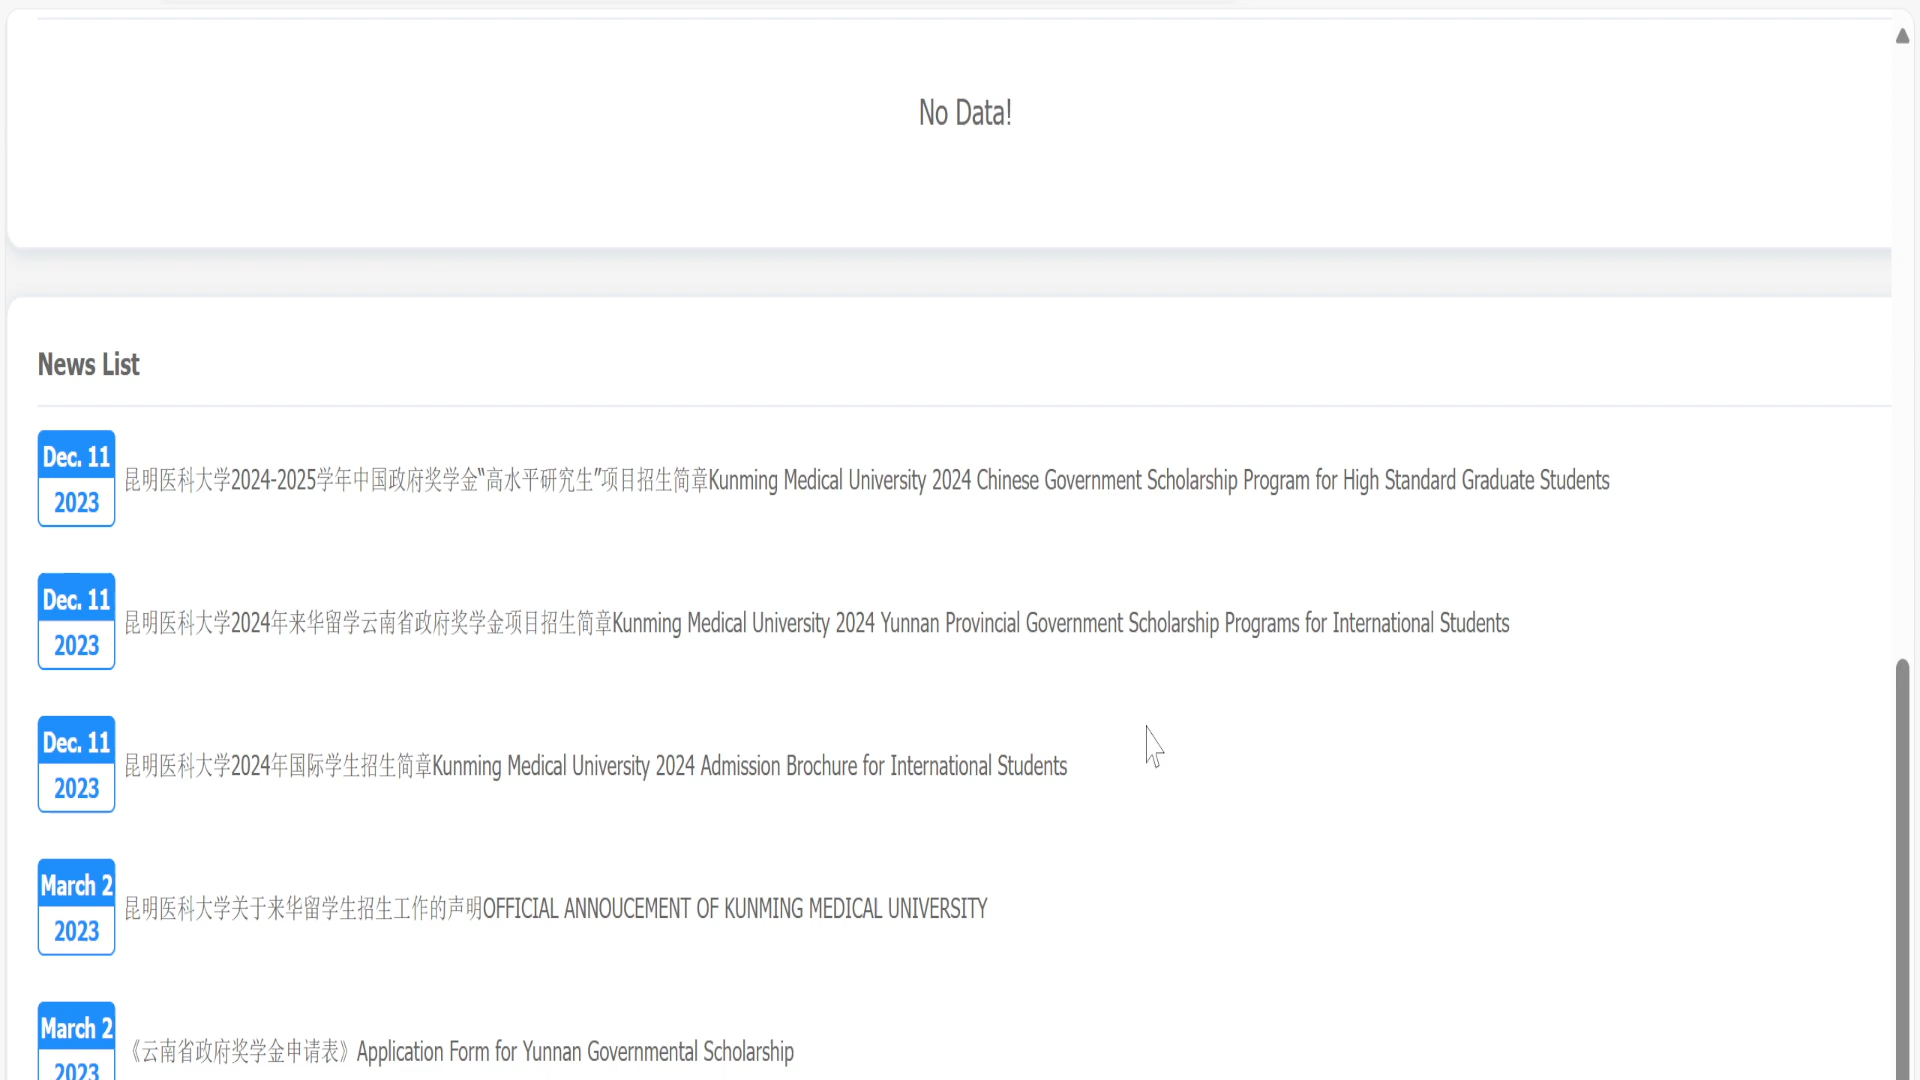 No Data!
News List
Dec. 11
2023
昆明医科大学2024-2025学年中国政府奖学金“高水平研究生”项目招生简章Kunming Medical University 2024 Chinese Government Scholarship Program for High Standard Graduate Students
Dec. 11
2023
昆明医科大学2024年来华留学云南省政府奖学金项目招生简章Kunming Medical University 2024 Yunnan Provincial Government Scholarship Programs for International Students
Dec. 11
2023
昆明医科大学2024年国际学生招生简章Kunming Medical University 2024 Admission Brochure for International Students
March 2
2023
昆明医科大学关于来华留学生招生工作的声明OFFICIAL ANNOUCEMENT OF KUNMING MEDICAL UNIVERSITY
March 2
2023
《云南省政府奖学金申请表》Application Form for Yunnan Governmental Scholarship